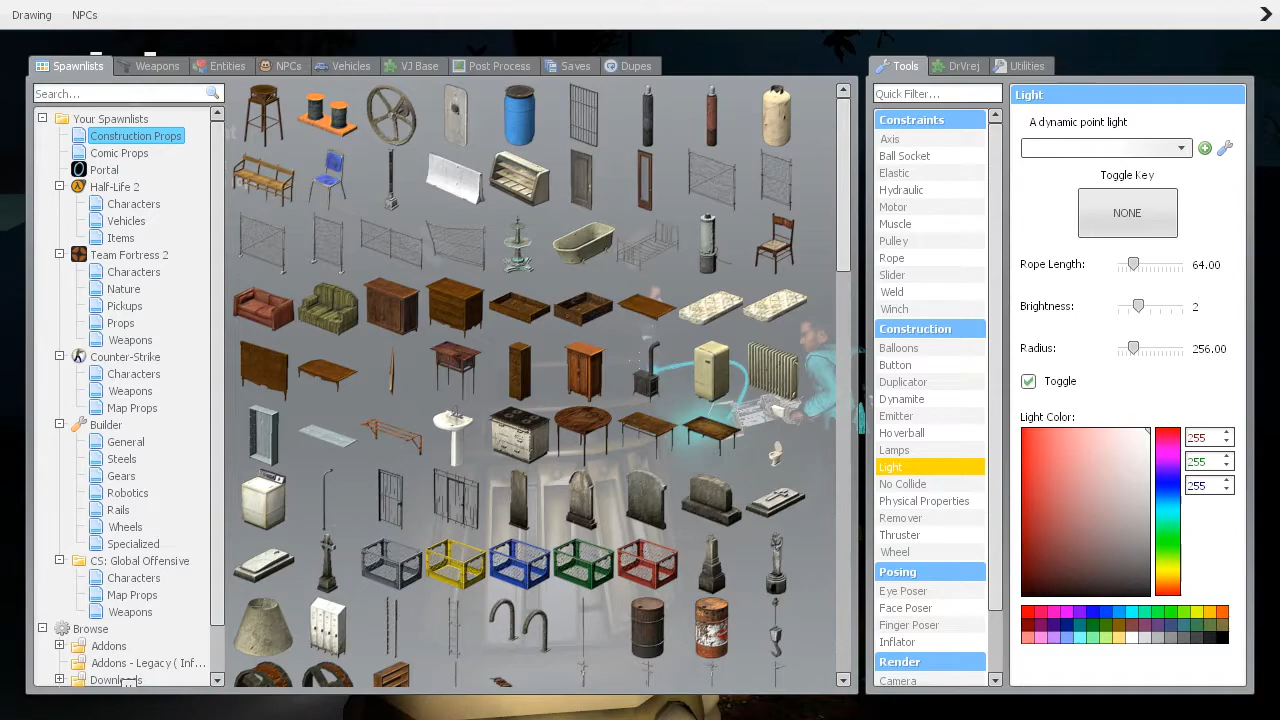 Drawing NPCs
Spawnlists Weapons Entities NPCs Vehicles VJ Base Post Process Saves Dupes
Search...
Your Spawnlists
Construction Props
Comic Props
Portal
Half-Life 2
Characters
Vehicles
Items
Team Fortress 2
Characters
Nature
Pickups
Props
Weapons
Counter-Strike
Characters
Weapons
Map Props
Builder
General
Steels
Gears
Robotics
Rails
Wheels
Specialized
CS: Global Offensive
Characters
Map Props
Weapons
Browse
Addons
Addons - Legacy ( Inf...
Downloads
Tools DrVrej Utilities
Quick Filter...
Constraints
Axis
Ball Socket
Elastic
Hydraulic
Motor
Muscle
Pulley
Rope
Slider
Weld
Winch
Construction
Balloons
Button
Duplicator
Dynamite
Emitter
Hoverball
Lamps
Light
No Collide
Physical Properties
Remover
Thruster
Wheel
Posing
Eye Poser
Face Poser
Finger Poser
Inflator
Render
Camera
Light
A dynamic point light
Toggle Key
NONE
Rope Length: 64.00
Brightness: 2
Radius: 256.00
Toggle
Light Color:
255
255
255